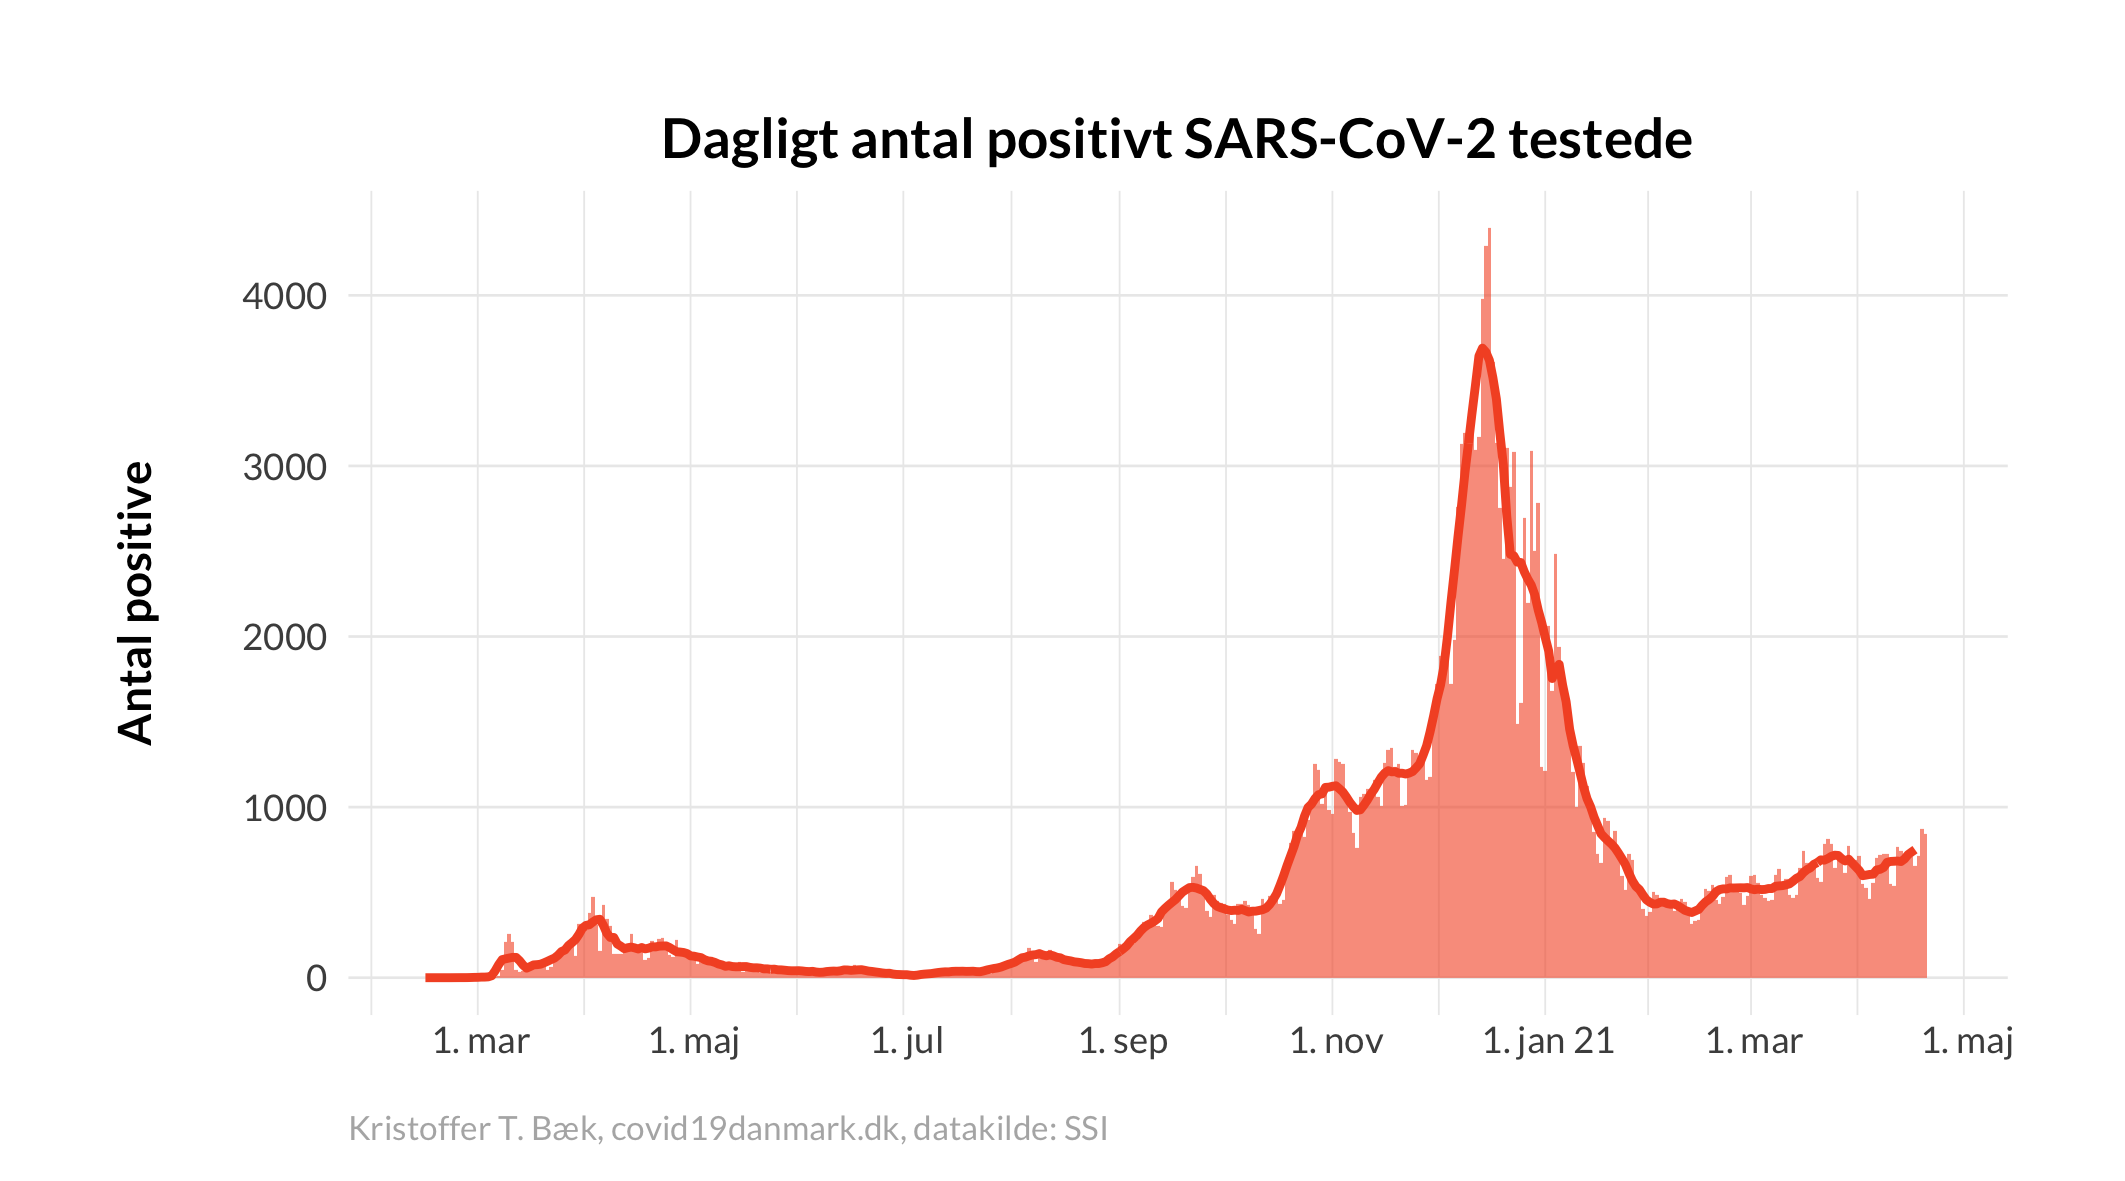 Dagligt antal positivt SARS-CoV-2 testede
Antal positive
4000
3000
2000
1000
0
1. mar 1. maj 1. jul 1. sep 1. nov 1. jan 21 1. mar 1. maj
Kristoffer T. Bæk, covid19danmark.dk, datakilde: SSI